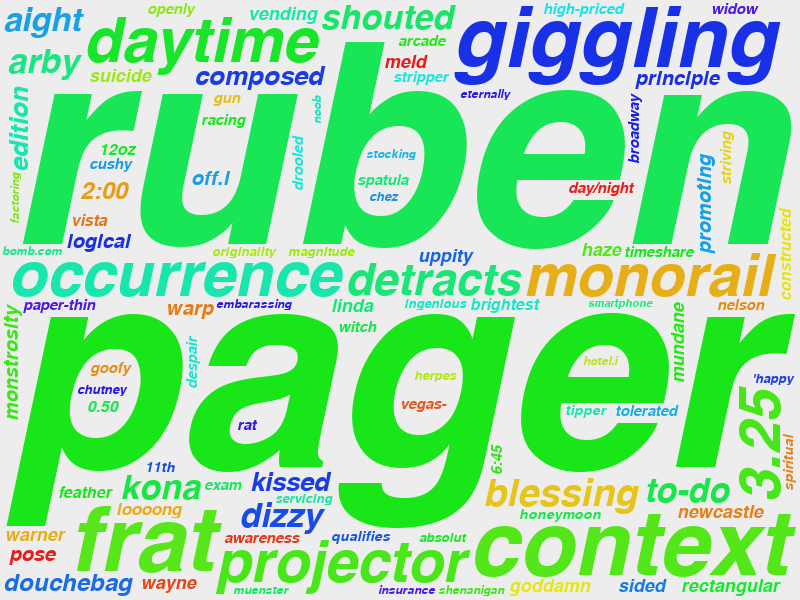 aight
openly
vending
shouted
high-priced
widow
daytime
giggling
arcade
arby
suicide
composed
meld
stripper
prInclple
ruben
eternally
edition
gun
noob
broadway
racing
striving
12oz
drooled
stocking
cushy
off.I
spatula
promotIng
2:00
chez
day/night
factoring
vista
logIcal
constructed
bomb.com
originality
magnitude
uppity
haze
timeshare
occurrence
detracts
monorail
paper-thin
warp
embarassing
linda
Ingenious
brightest
smartphone
nelson
monstrosIty
pager
witch
mundane
despair
goofy
hotel.i
chutney
herpes
'happy
0.50
vegas-
tipper
tolerated
3.25
rat
6:45
spiritual
11th
feather
kona
exam
kissed
servicing
blessing
to-do
loooong
dizzy
honeymoon
newcastle
warner
frat
awareness
qualifies
absolut
context
pose
projector
douchebag
wayne
muenster
insurance
shenanigan
goddamn
sided
rectangular